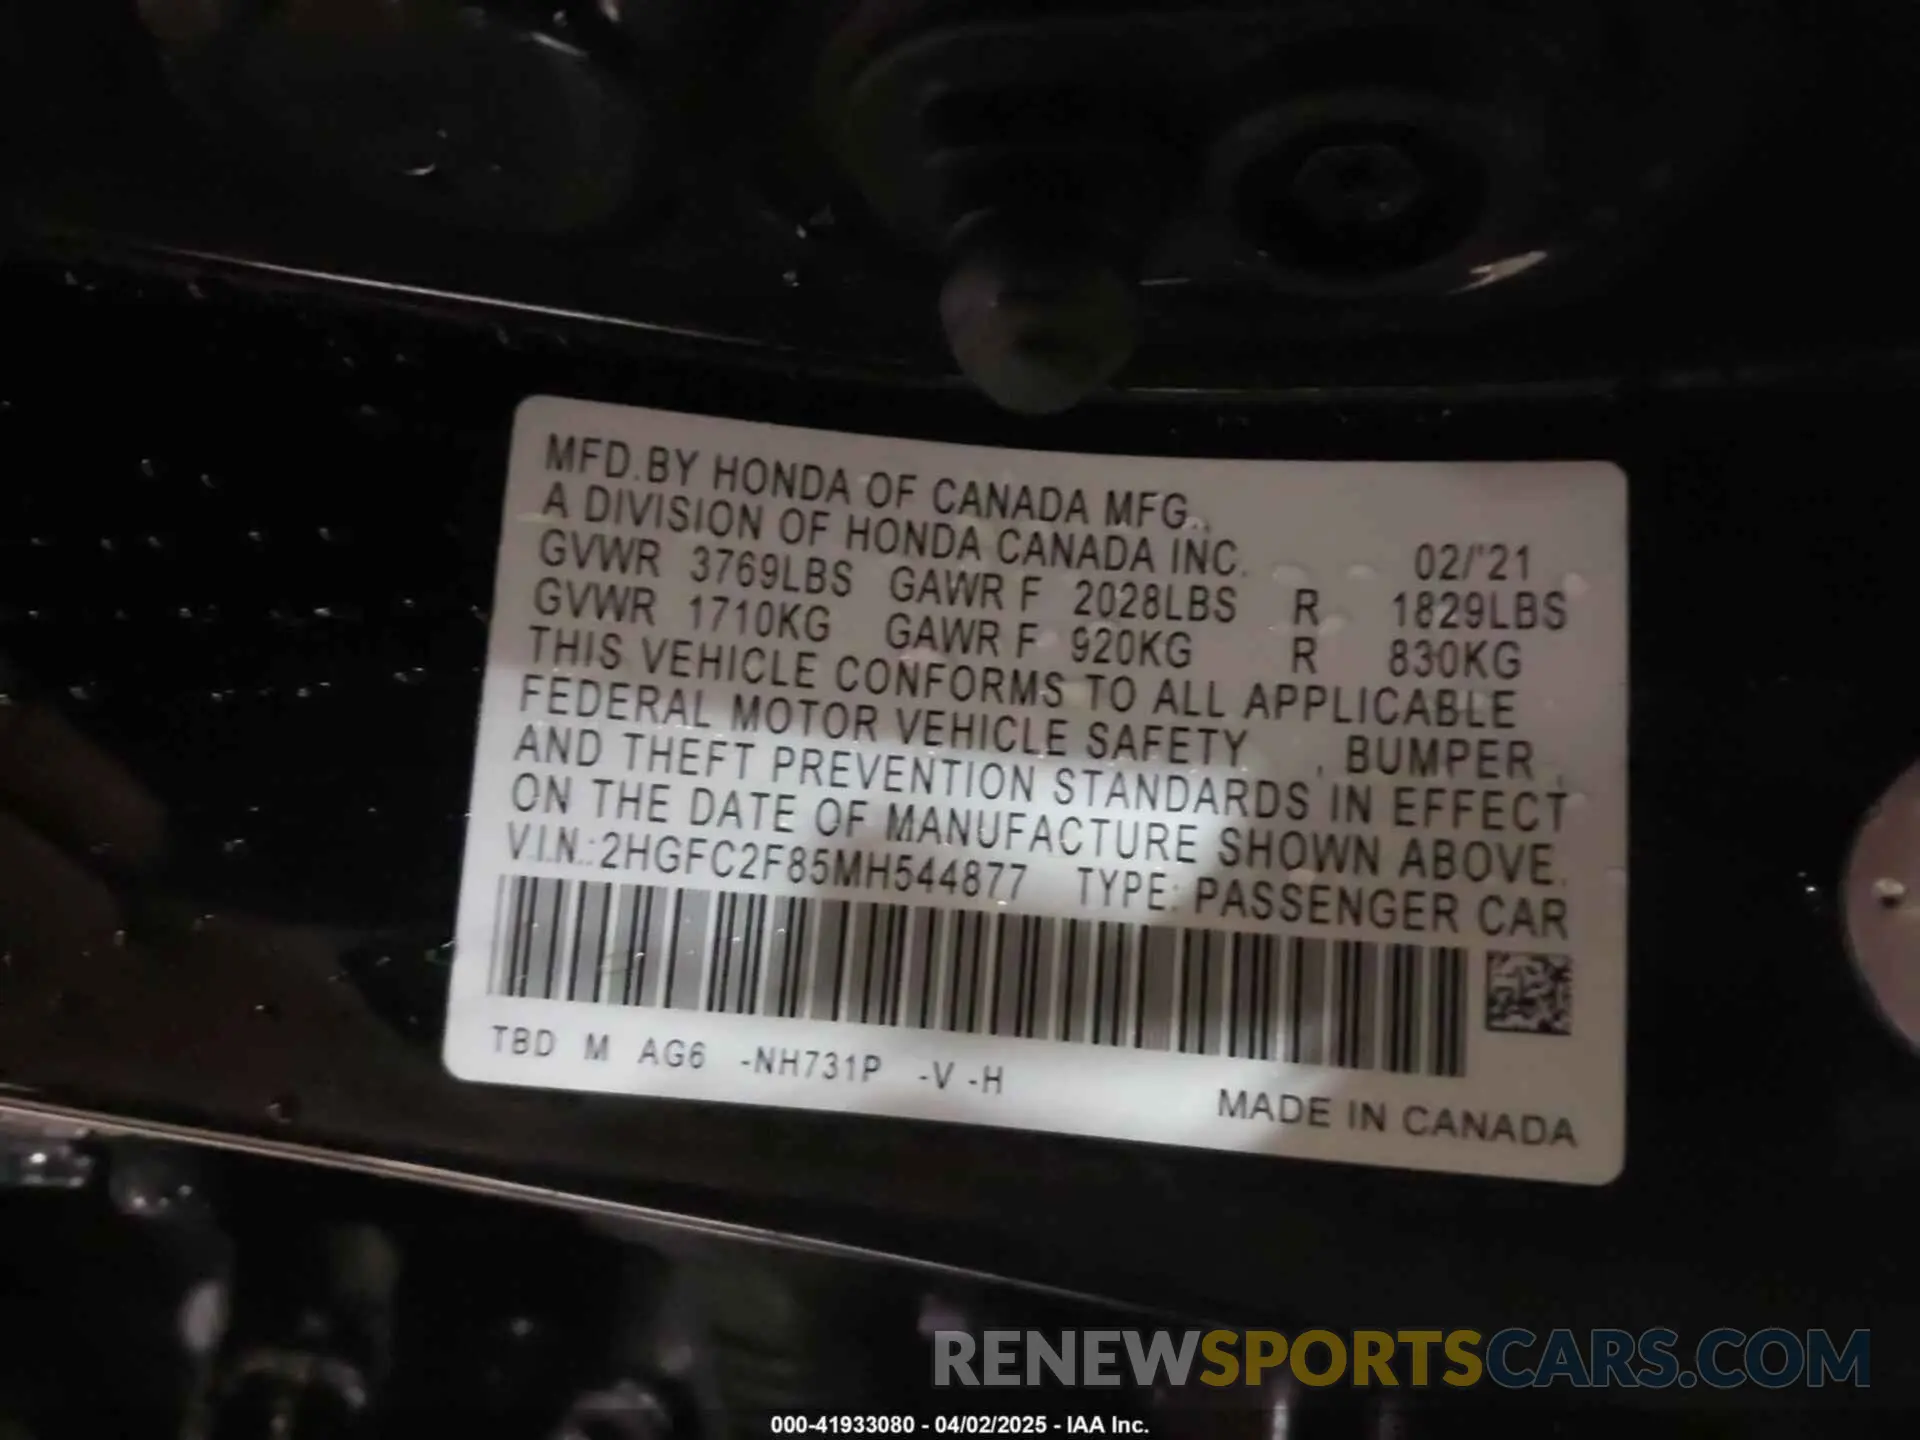 MFD.BY HONDA OF CANADA MFG.,
A DIVISION OF HONDA CANADA INC. 02/'21
GVWR 3769LBS GAWR F 2028LBS R 1829LBS
GVWR 1710KG GAWR F 920KG R 830KG
THIS VEHICLE CONFORMS TO ALL APPLICABLE
FEDERAL MOTOR VEHICLE SAFETY , BUMPER ,
AND THEFT PREVENTION STANDARDS IN EFFECT
ON THE DATE OF MANUFACTURE SHOWN ABOVE.
V.I.N.:2HGFC2F85MH544877 TYPE: PASSENGER CAR
TBD M AG6 -NH731P -V -H
MADE IN CANADA
RENEWSPORTSCARS.COM
000-41933080 - 04/02/2025 - IAA Inc.